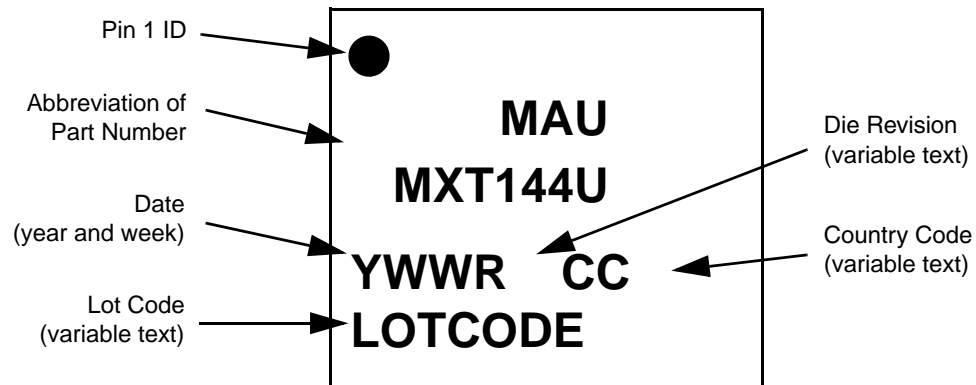 Pin 1 ID
Abbreviation of
Part Number
MAU
MXT144U
Die Revision
(variable text)
Date
(year and week)
YWWR CC
Country Code
(variable text)
Lot Code
(variable text)
LOTCODE